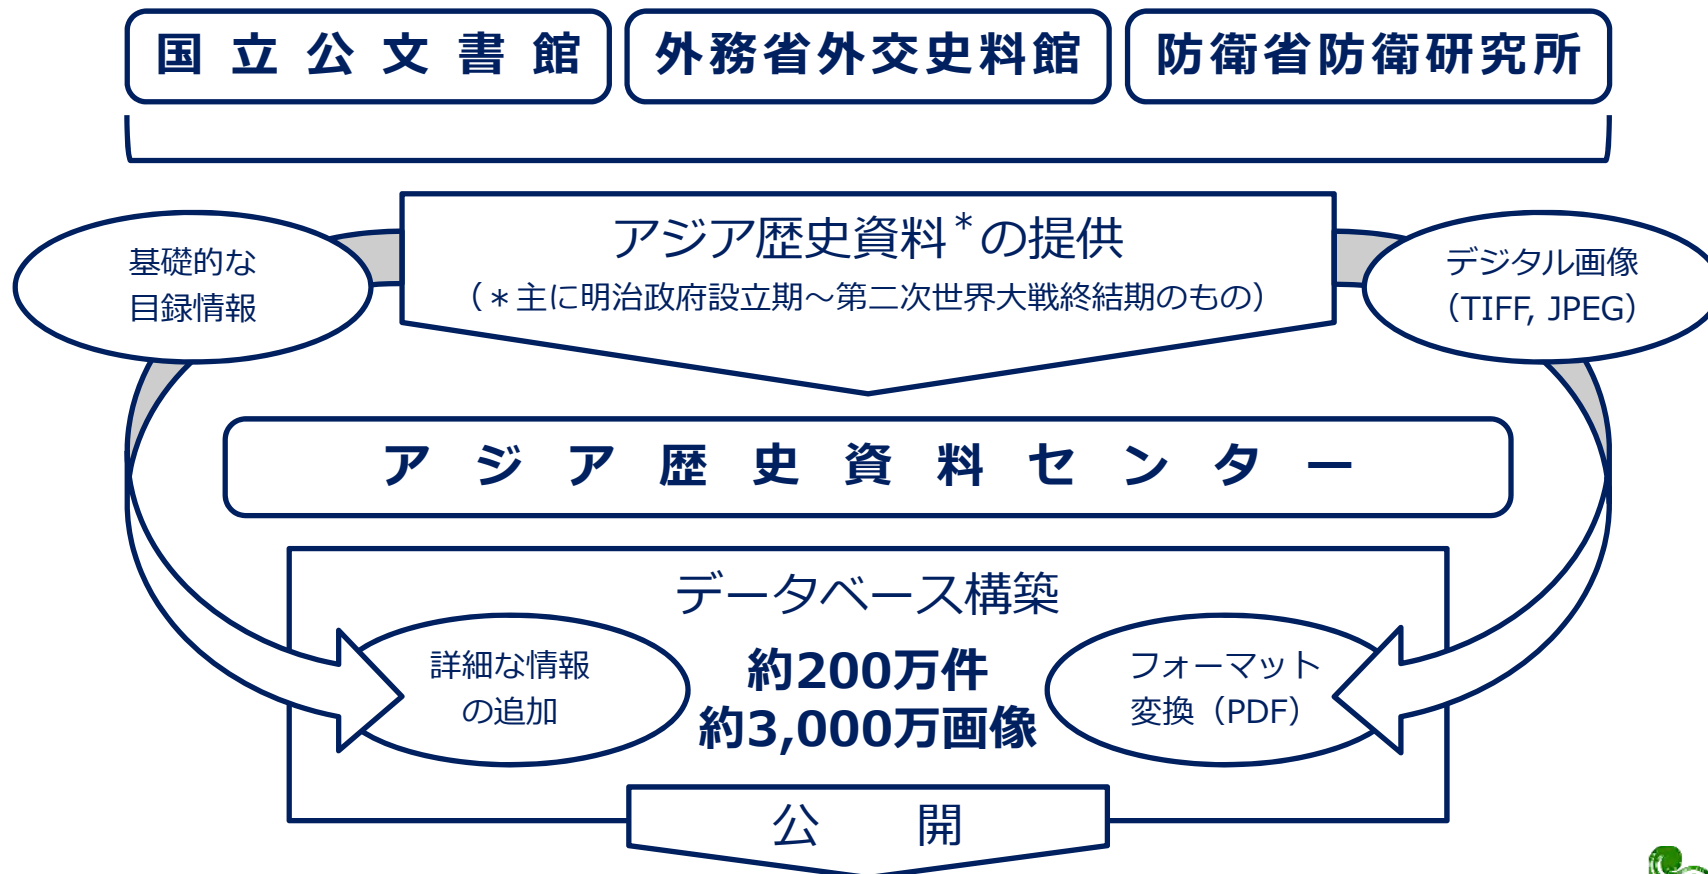 国立公文書館
外務省外交史料館
防衛省防衛研究所
アジア歴史資料*の提供
（＊主に明治政府設立期～第二次世界大戦終結期のもの）
基礎的な
目録情報
デジタル画像
（TIFF, JPEG）
アジア歴史資料センター
データベース構築
詳細な情報
の追加
約200万件
約3,000万画像
フォーマット
変換（PDF）
公　開